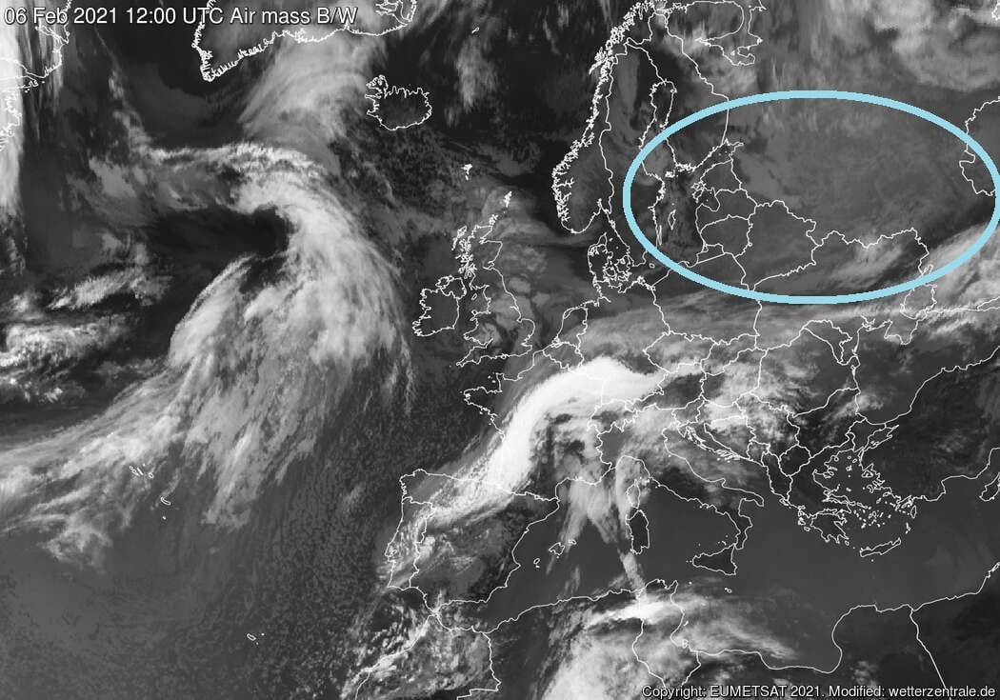 06 Feb 2021 12:00 UTC Air mass B/W
Copyright: EUMETSAT 2021. Modified: wetterzentrale.de